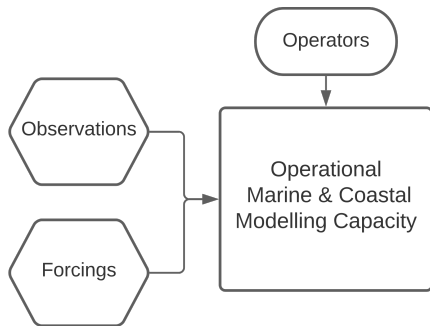 Operators
Observations
Operational
Marine & Coastal
Modelling Capacity
Forcings